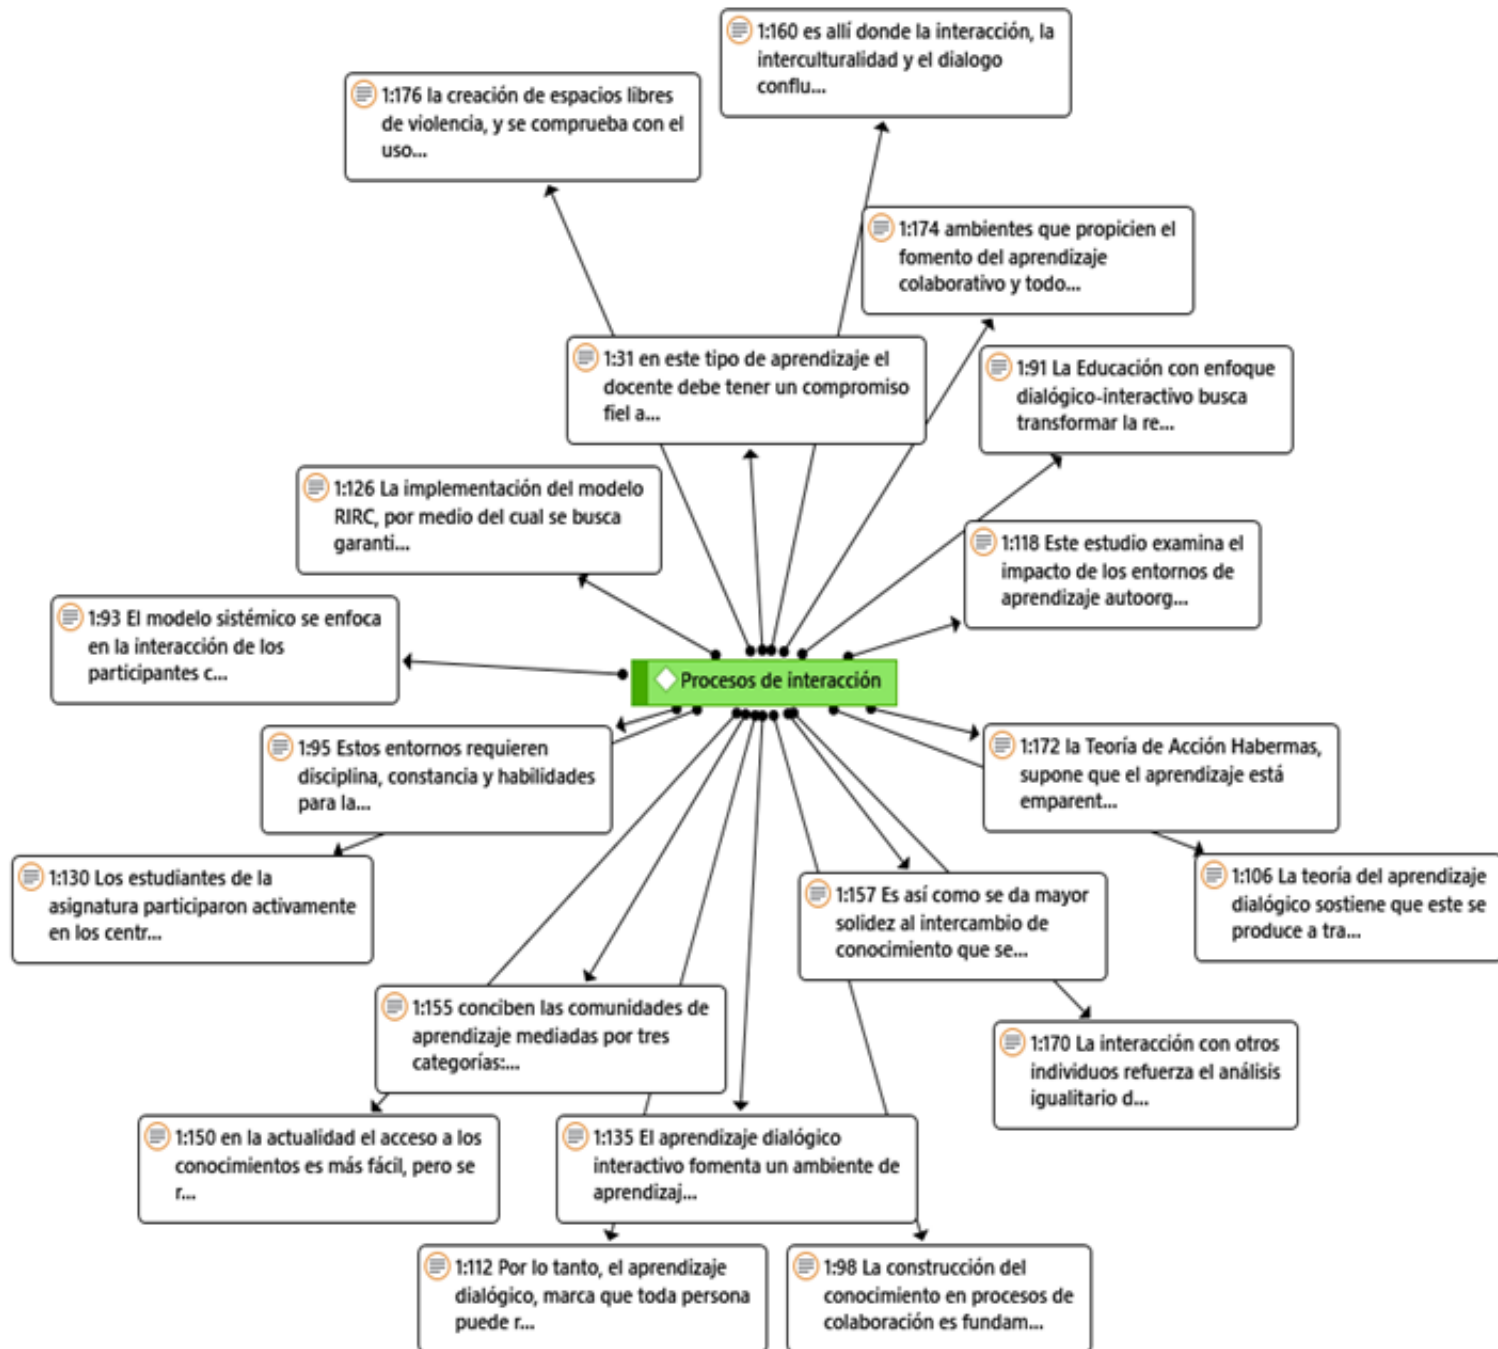 1:160 es allí donde la interacción, la
interculturalidad y el dialogo
conflu...
1:176 la creación de espacios libres
de violencia, y se comprueba con el
uso...
1:174 ambientes que propicien el
fomento del aprendizaje
colaborativo y todo...
1:31 en este tipo de aprendizaje el
docente debe tener un compromiso
fiel a...
1:91 La Educación con enfoque
dialógico-interactivo busca
transformar la re...
1:126 La implementación del modelo
RIRC, por medio del cual se busca
garanti...
1:118 Este estudio examina el
impacto de los entornos de
aprendizaje autoorg...
1:93 El modelo sistémico se enfoca
en la interacción de los
participantes c...
Procesos de interacción
1:95 Estos entornos requieren
disciplina, constancia y habilidades
para la...
1:172 la Teoría de Acción Habermas,
supone que el aprendizaje está
emparent...
1:130 Los estudiantes de la
asignatura participaron activamente
en los centr...
1:157 Es así como se da mayor
solidez al intercambio de
conocimiento que se...
1:106 La teoría del aprendizaje
dialógico sostiene que este se
produce a tra...
1:155 conciben las comunidades de
aprendizaje mediadas por tres
categorías:...
1:170 La interacción con otros
individuos refuerza el análisis
igualitario d...
1:150 en la actualidad el acceso a los
conocimientos es más fácil, pero se
r...
1:135 El aprendizaje dialógico
interactivo fomenta un ambiente de
aprendizaj...
1:112 Por lo tanto, el aprendizaje
dialógico, marca que toda persona
puede r...
1:98 La construcción del
conocimiento en procesos de
colaboración es fundam...